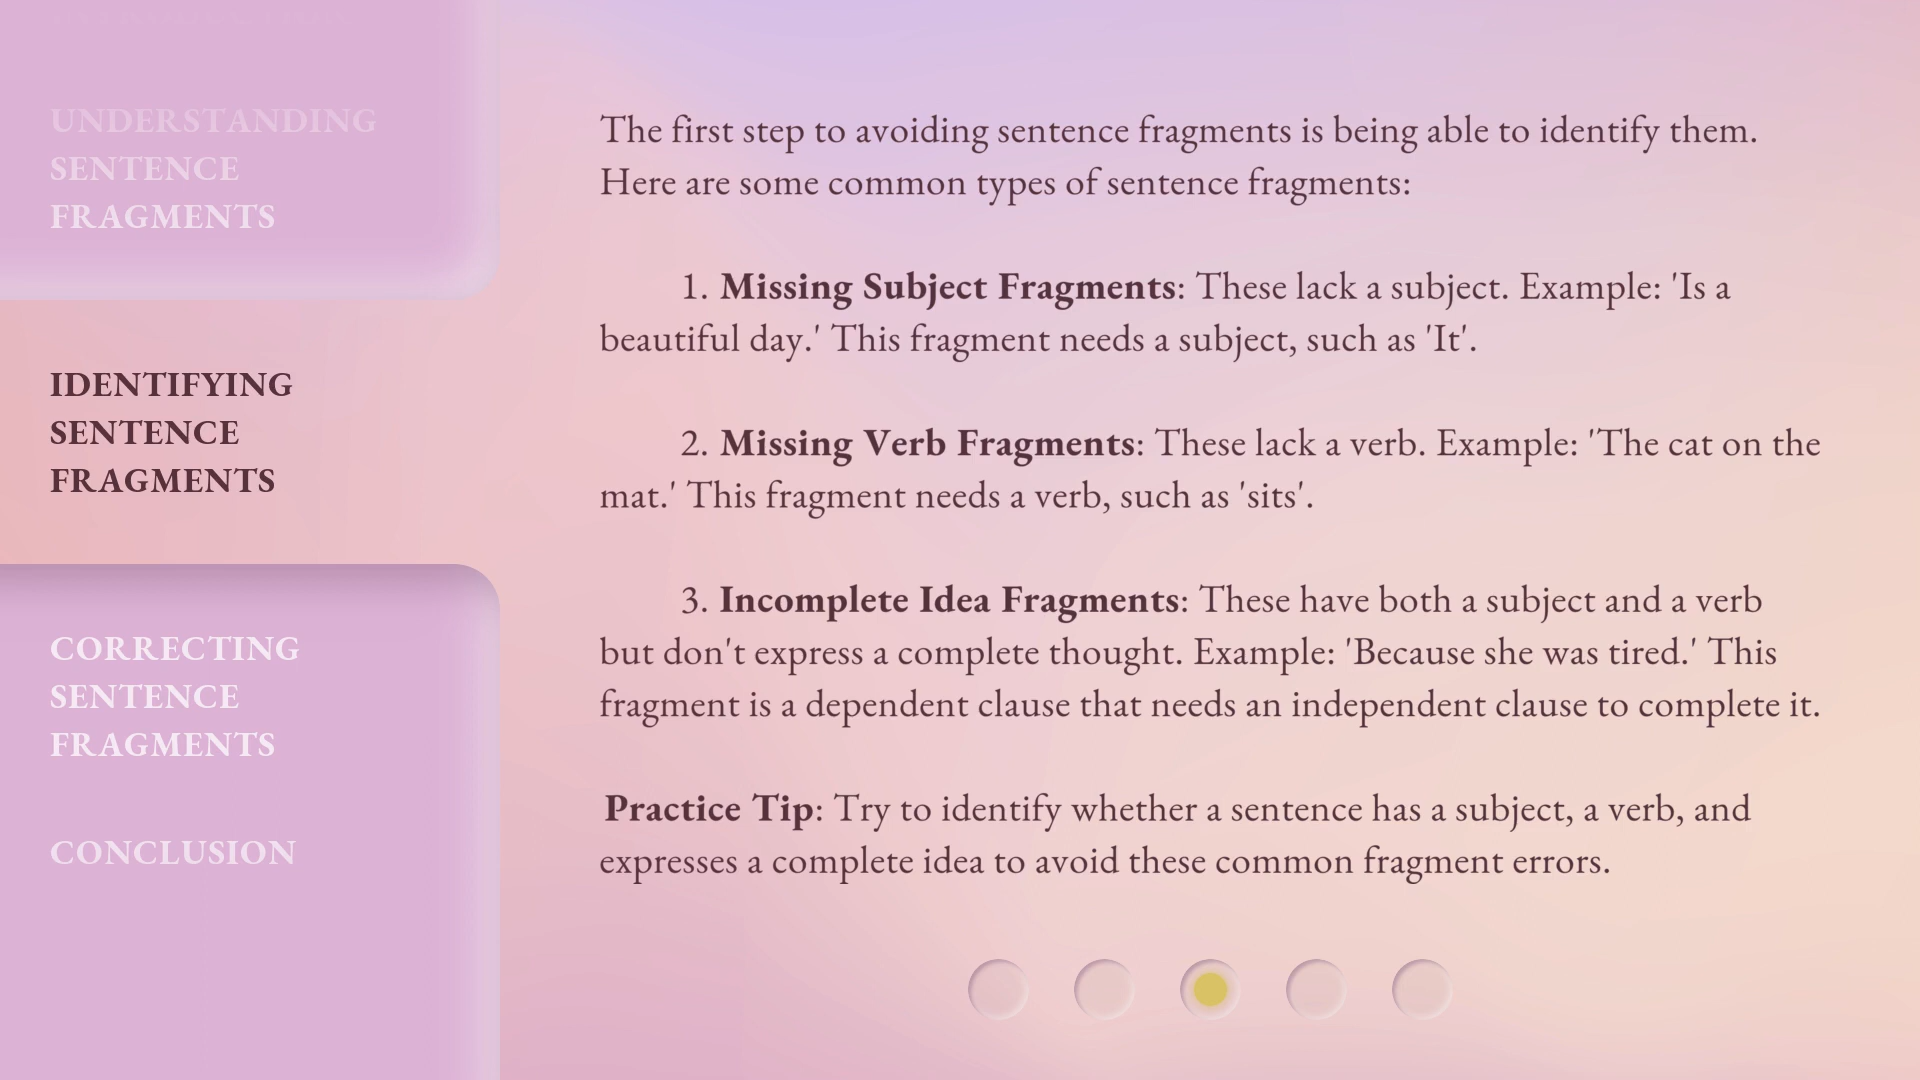 UNDERSTANDING
SENTENCE
FRAGMENTS
IDENTIFYING
SENTENCE
FRAGMENTS
CORRECTING
SENTENCE
FRAGMENTS
CONCLUSION
The first step to avoiding sentence fragments is being able to identify them.
Here are some common types of sentence fragments:
1. Missing Subject Fragments: These lack a subject. Example: 'Is a
beautiful day.' This fragment needs a subject, such as 'It'.
2. Missing Verb Fragments: These lack a verb. Example: 'The cat on the
mat.' This fragment needs a verb, such as 'sits'.
3. Incomplete Idea Fragments: These have both a subject and a verb
but don't express a complete thought. Example: 'Because she was tired.' This
fragment is a dependent clause that needs an independent clause to complete it.
Practice Tip: Try to identify whether a sentence has a subject, a verb, and
expresses a complete idea to avoid these common fragment errors.